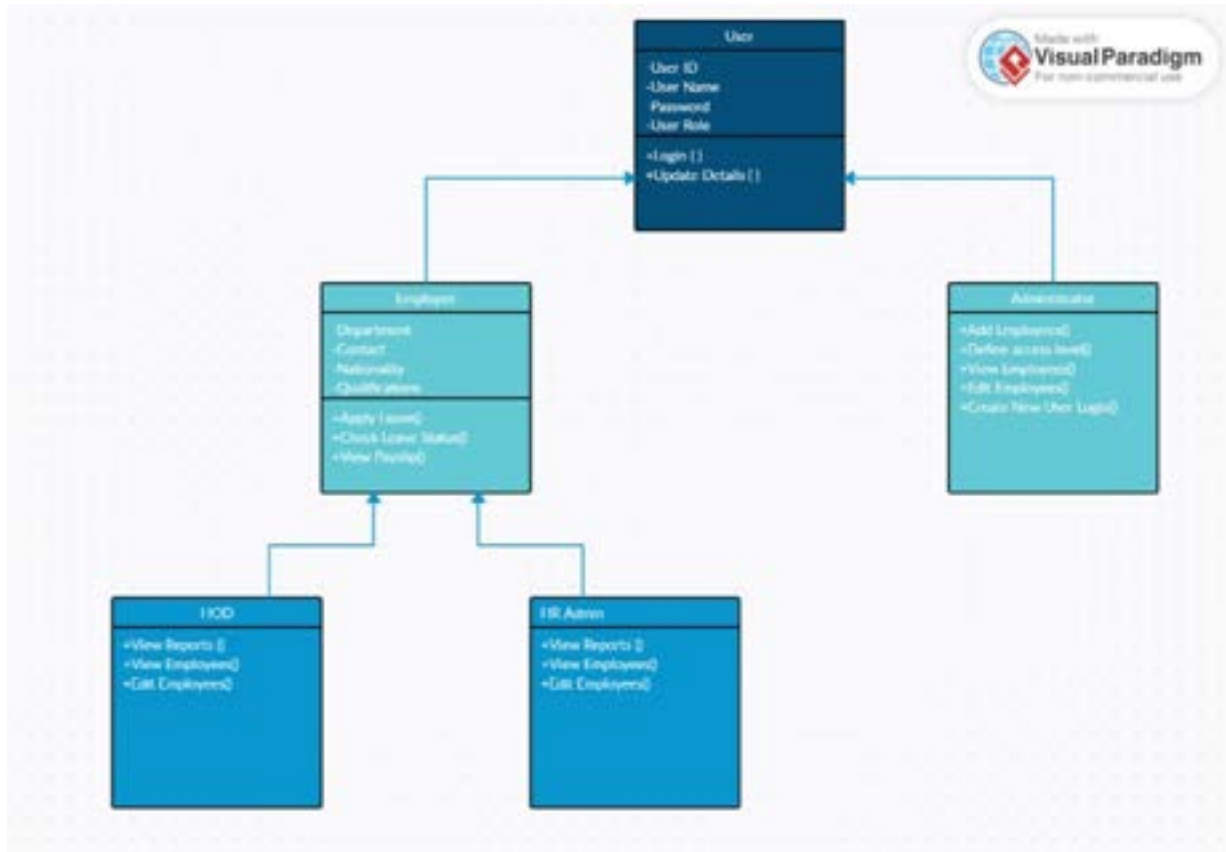 Made with
Visual Paradigm
For non-commercial use
User
-User ID
-User Name
-Password
-User Role
+Login ( )
+Update Details ( )
Employee
-Department
-Contact
-Nationality
-Qualifications
+Apply Leave()
+Check Leave Status()
+View Payslip()
Administrator
+Add Employees()
+Define access level()
+View Employees()
+Edit Employees()
+Create New User Login()
HOD
+View Reports ()
+View Employees()
+Edit Employees()
HR Admin
+View Reports ()
+View Employees()
+Edit Employees()